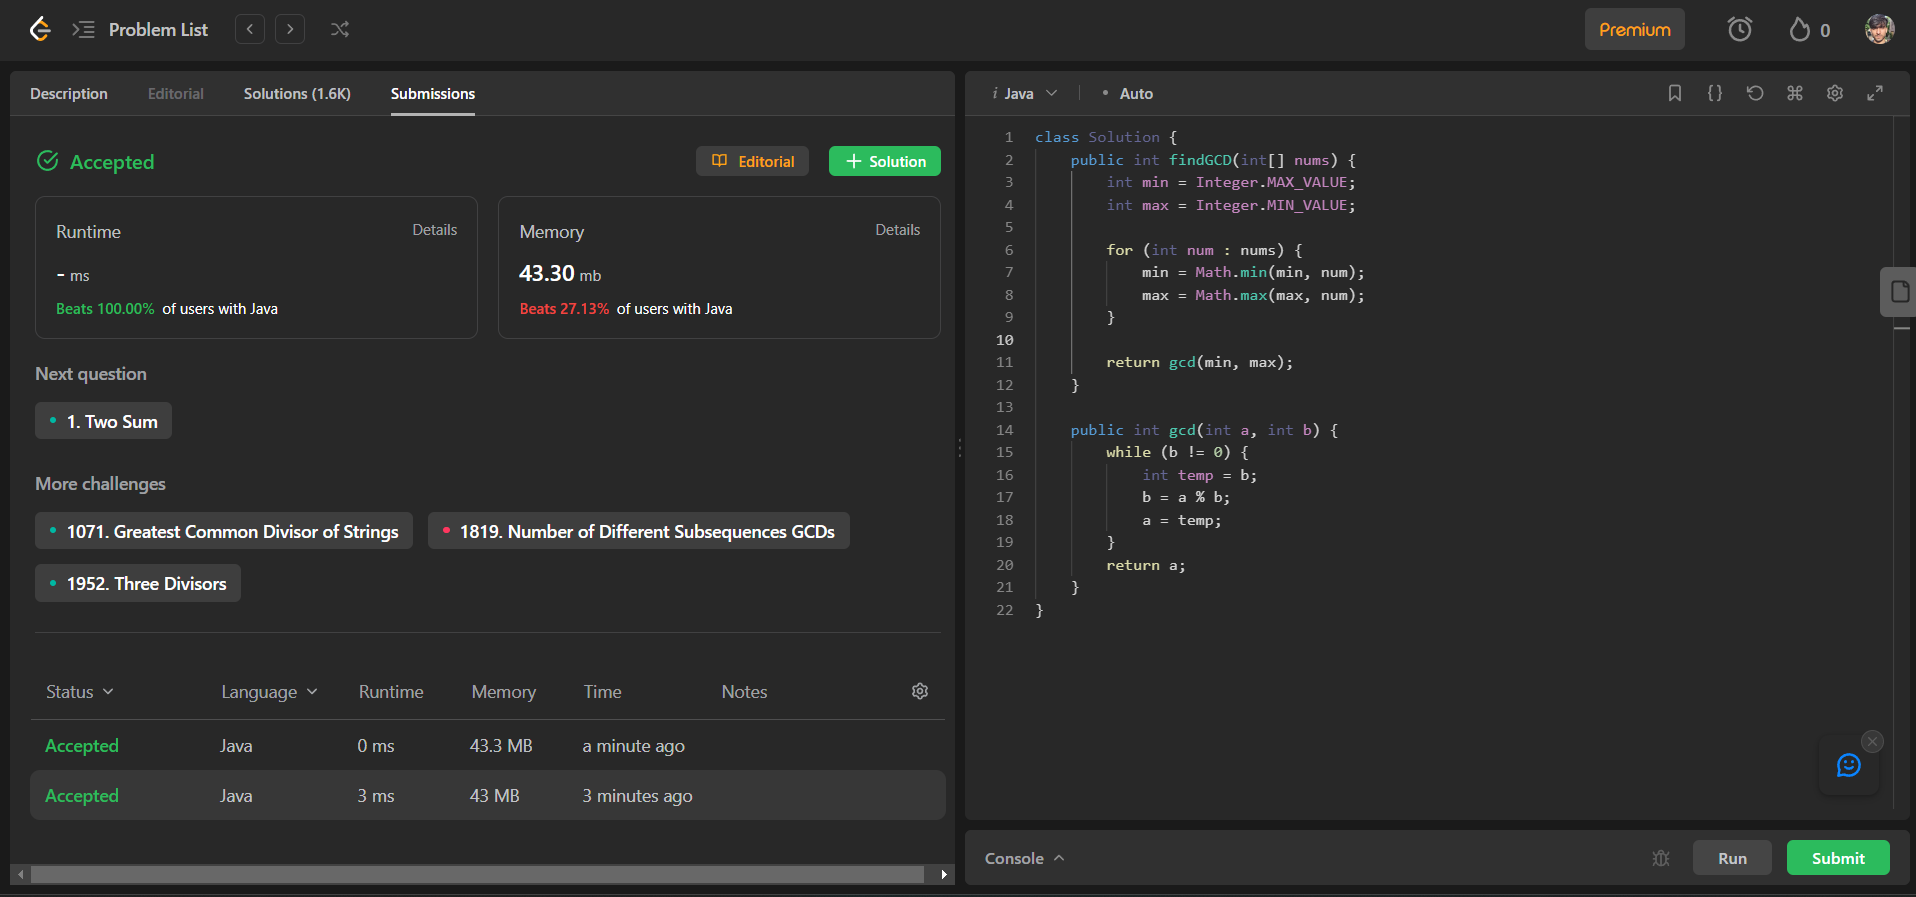 Problem List
Premium
0
Description Editorial Solutions (1.6K) Submissions
Accepted
Editorial
Solution
Runtime Details
- ms
Beats 100.00% of users with Java
Memory Details
43.30 mb
Beats 27.13% of users with Java
Next question
1. Two Sum
More challenges
1071. Greatest Common Divisor of Strings
1819. Number of Different Subsequences GCDs
1952. Three Divisors
Status Language Runtime Memory Time Notes
Accepted Java 0 ms 43.3 MB a minute ago
Accepted Java 3 ms 43 MB 3 minutes ago
i Java • Auto
1 class Solution {
2     public int findGCD(int[] nums) {
3         int min = Integer.MAX_VALUE;
4         int max = Integer.MIN_VALUE;
5
6         for (int num : nums) {
7             min = Math.min(min, num);
8             max = Math.max(max, num);
9         }
10
11         return gcd(min, max);
12     }
13
14     public int gcd(int a, int b) {
15         while (b != 0) {
16             int temp = b;
17             b = a % b;
18             a = temp;
19         }
20         return a;
21     }
22 }
Console
Run
Submit